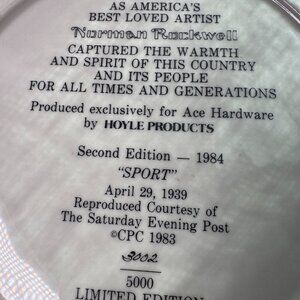 AS AMERICA'S
BEST LOVED ARTIST
Norman Rockwell
CAPTURED THE WARMTH
AND SPIRIT OF THIS COUNTRY
AND ITS PEOPLE
FOR ALL TIMES AND GENERATIONS
Produced exclusively for Ace Hardware
by HOYLE PRODUCTS
Second Edition — 1984
"SPORT"
April 29, 1939
Reproduced Courtesy of
The Saturday Evening Post
©CPC 1983
3002
5000
LIMITED EDITION